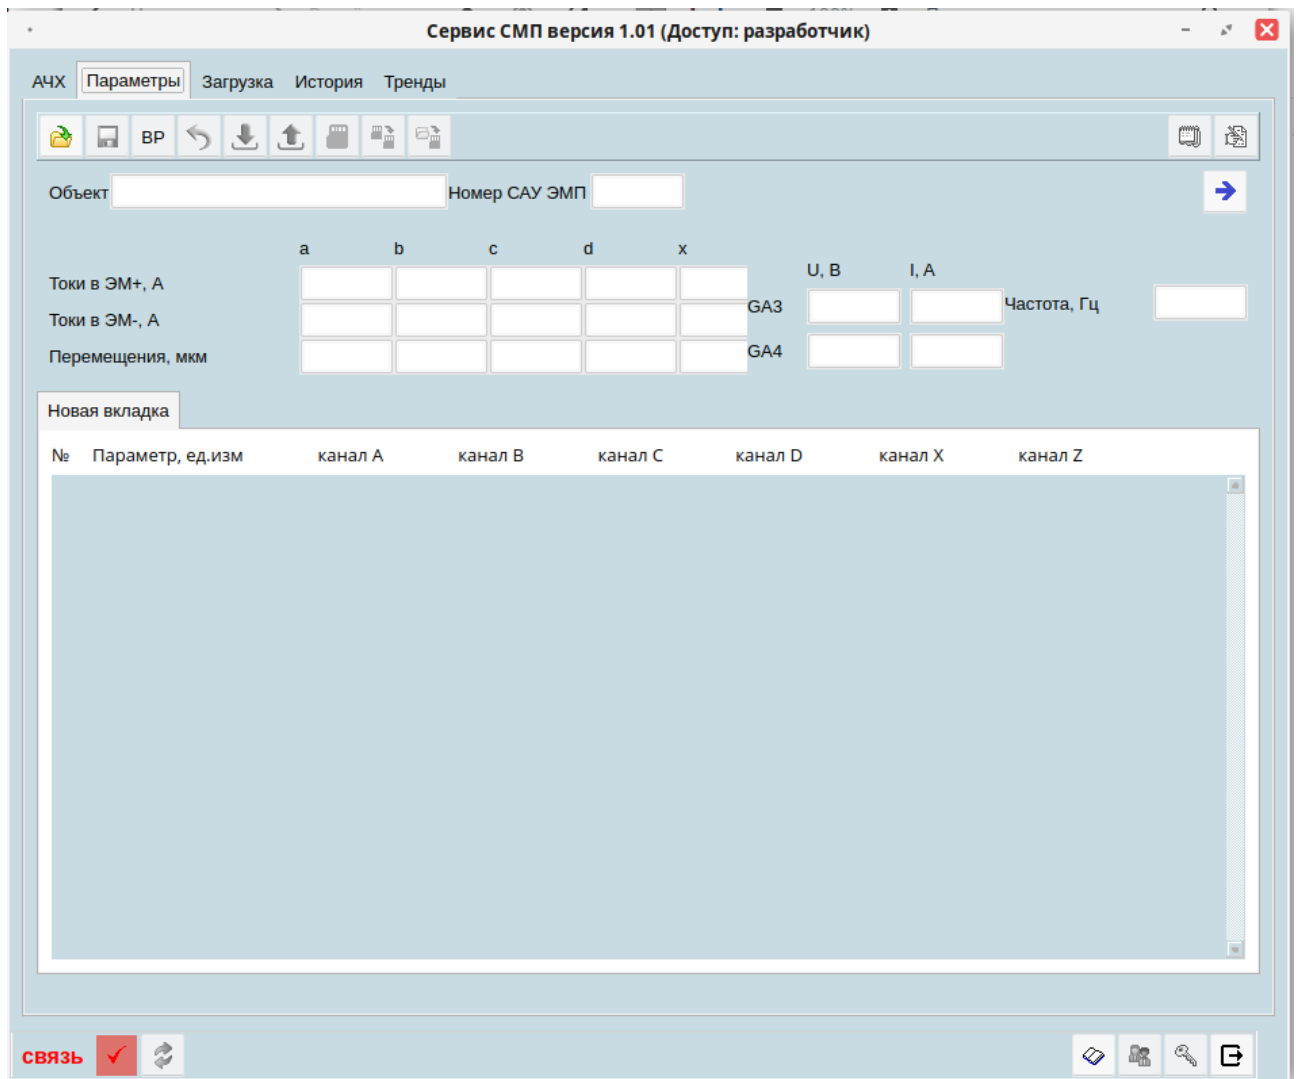 Сервис СМП версия 1.01 (Доступ: разработчик)
АЧХ Параметры Загрузка История Тренды
ВР
Объект Номер САУ ЭМП
a b c d x
U, В I, А
Токи в ЭМ+, А
GA3 Частота, Гц
Токи в ЭМ-, А
GA4
Перемещения, мкм
Новая вкладка
№ Параметр, ед.изм канал A канал B канал C канал D канал X канал Z
связь